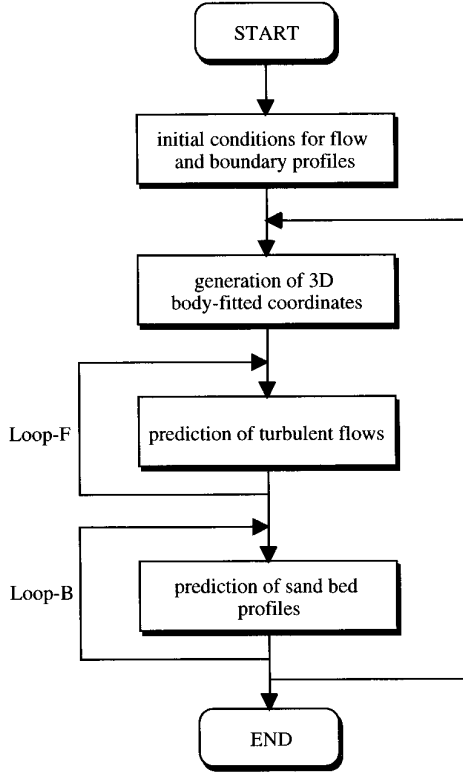 START
initial conditions for flow
and boundary profiles
generation of 3D
body-fitted coordinates
Loop-F
prediction of turbulent flows
Loop-B
prediction of sand bed
profiles
END